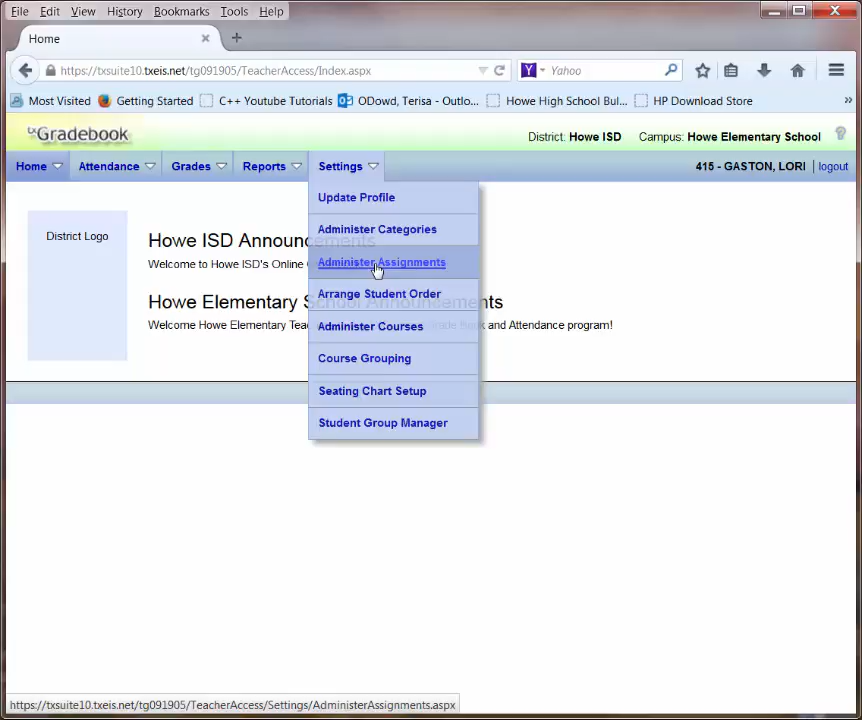 File Edit View History Bookmarks Tools Help
Home
https://txsuite10.txeis.net/tg091905/TeacherAccess/Index.aspx
Yahoo
Most Visited Getting Started C++ Youtube Tutorials ODowd, Terisa - Outlo... Howe High School Bul... HP Download Store
txGradebook
District: Howe ISD Campus: Howe Elementary School
Home Attendance Grades Reports Settings 415 - GASTON, LORI logout
Update Profile
Administer Categories
Administer Assignments
Arrange Student Order
Administer Courses
Course Grouping
Seating Chart Setup
Student Group Manager
District Logo
Howe ISD Announcements
Welcome to Howe ISD's Online
Howe Elementary School Announcements
Welcome Howe Elementary Teac and Attendance program!
https://txsuite10.txeis.net/tg091905/TeacherAccess/Settings/AdministerAssignments.aspx